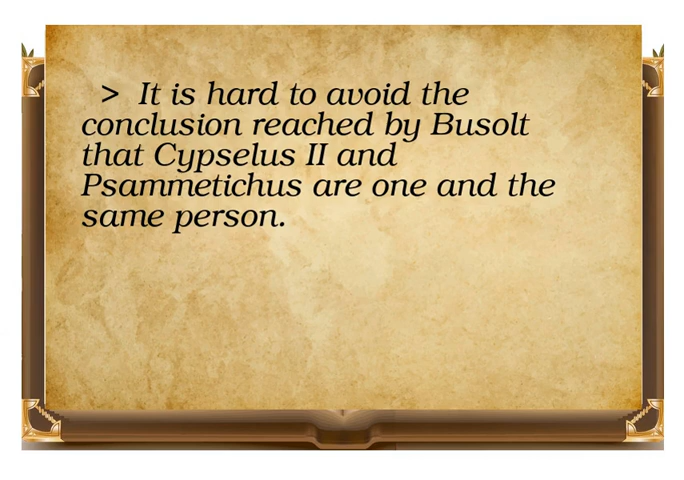 > It is hard to avoid the
conclusion reached by Busolt
that Cypselus II and
Psammetichus are one and the
same person.